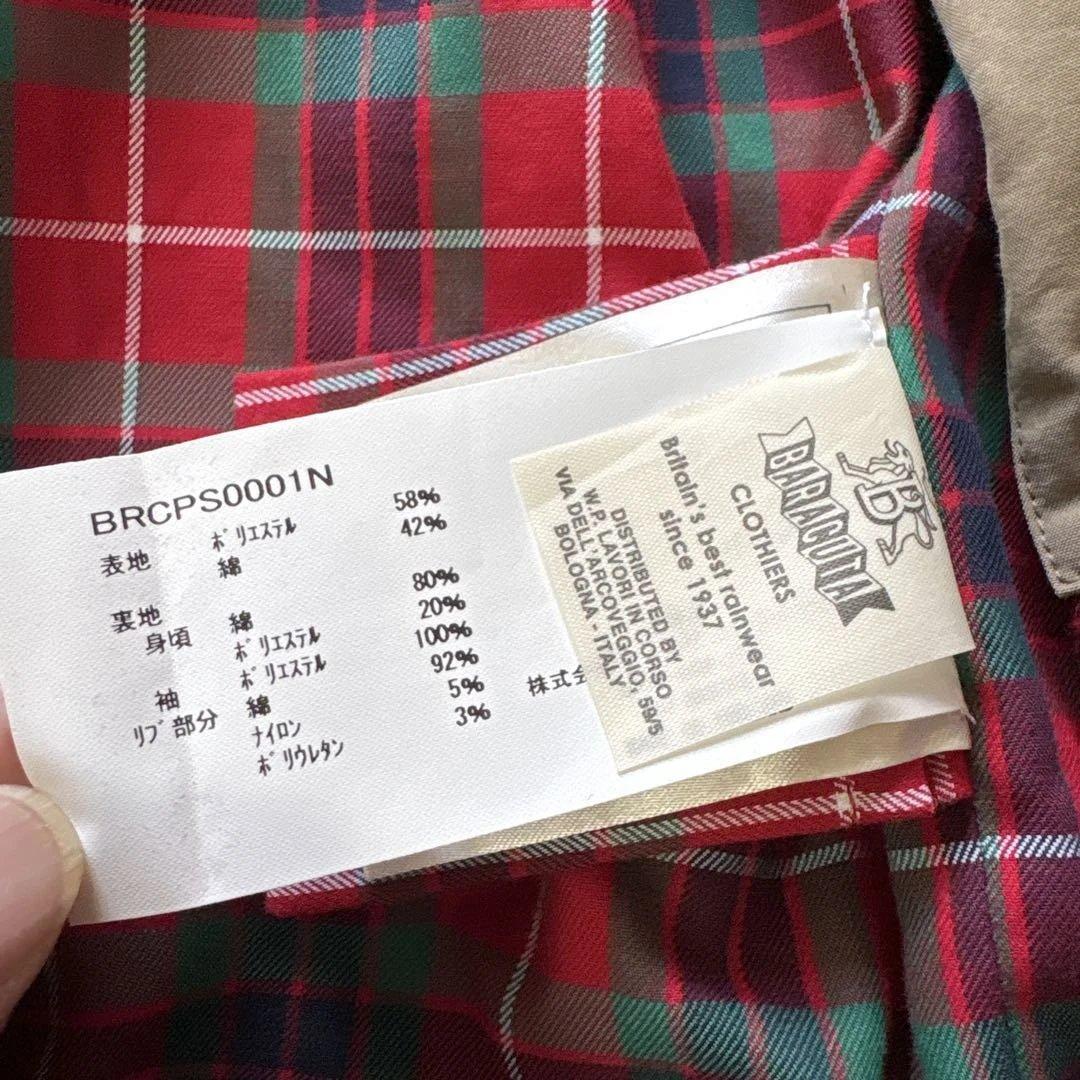 BRCPS0001N
表地 ﾎﾟﾘｴｽﾃﾙ 58%
綿 42%
裏地
身頃 綿 80%
ﾎﾟﾘｴｽﾃﾙ 20%
袖 ﾎﾟﾘｴｽﾃﾙ 100%
ﾘﾌﾞ部分 綿 92%
ﾅｲﾛﾝ 5%
ﾎﾟﾘｳﾚﾀﾝ 3%
株式会
BARACUTA
CLOTHIERS
Britain's best rainwear
since 1937
DISTRIBUTED BY
W.P. LAVORI IN CORSO
VIA DELL'ARCOVEGGIO, 59/5
BOLOGNA - ITALY